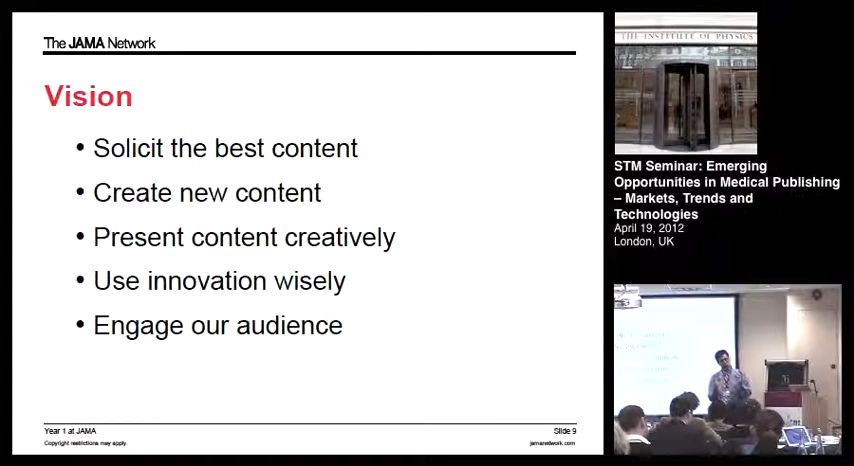 The JAMA Network
Vision
• Solicit the best content
• Create new content
• Present content creatively
• Use innovation wisely
• Engage our audience
Year 1 at JAMA
Slide 9
Copyright restrictions may apply.
jamanetwork.com
THE INSTITUTE OF PHYSICS
STM Seminar: Emerging
Opportunities in Medical Publishing
– Markets, Trends and
Technologies
April 19, 2012
London, UK